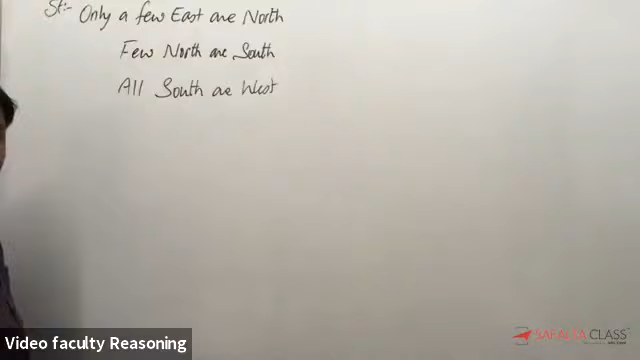 St:- Only a few East are North
Few North are South
All South are West
SAFALTA CLASS
Video faculty Reasoning